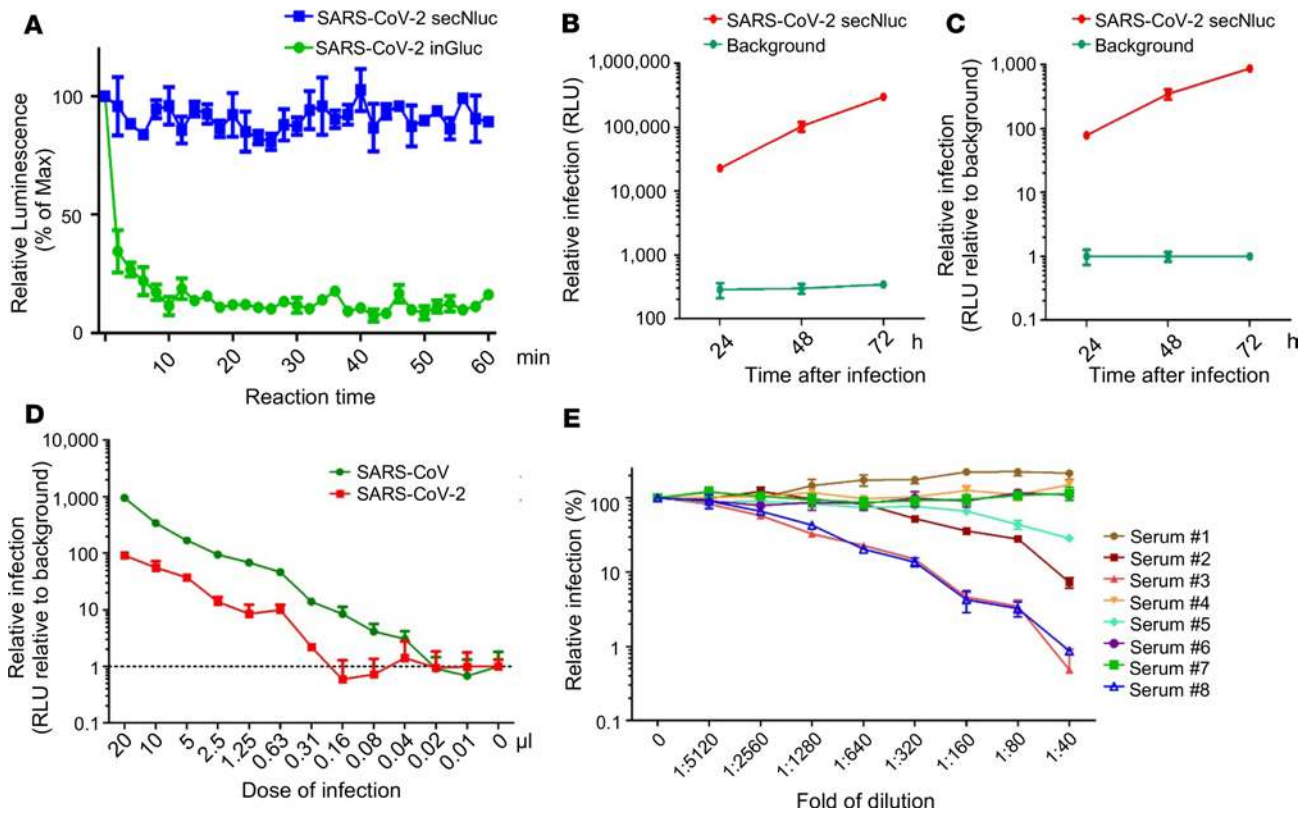 A
SARS-CoV-2 secNluc
SARS-CoV-2 inGluc
Relative Luminescence
(% of Max)
100
50
0
10
20
30
40
50
60
min
Reaction time
B
SARS-CoV-2 secNluc
Background
Relative infection (RLU)
1,000,000
100,000
10,000
1,000
100
24
48
72
h
Time after infection
C
SARS-CoV-2 secNluc
Background
Relative infection
(RLU relative to background)
1,000
100
10
1
0.1
24
48
72
h
Time after infection
D
SARS-CoV
SARS-CoV-2
Relative infection
(RLU relative to background)
10,000
1,000
100
10
1
0.1
20
10
5
2.5
1.25
0.63
0.31
0.16
0.08
0.04
0.02
0.01
0
µl
Dose of infection
E
Relative infection (%)
100
10
1
0.1
0
1:5120
1:2560
1:1280
1:640
1:320
1:160
1:80
1:40
Fold of dilution
Serum #1
Serum #2
Serum #3
Serum #4
Serum #5
Serum #6
Serum #7
Serum #8